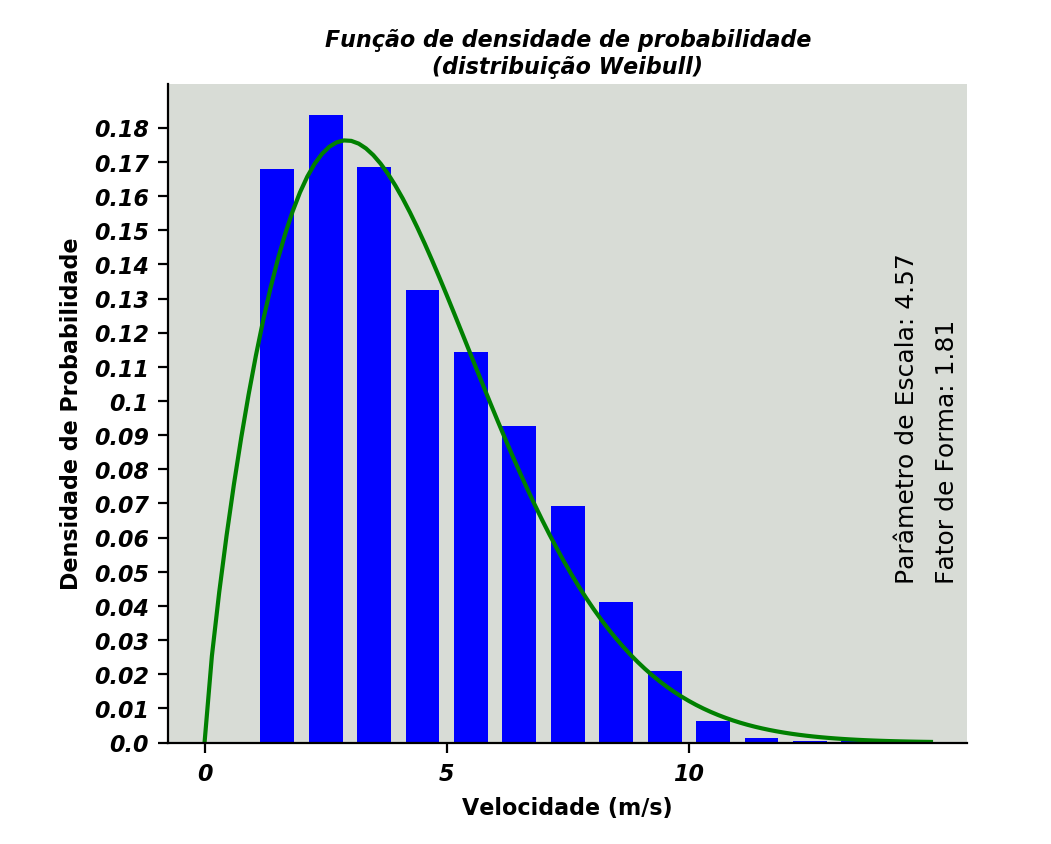 Função de densidade de probabilidade
(distribuição Weibull)
Densidade de Probabilidade
0.18
0.17
0.16
0.15
0.14
0.13
0.12
0.11
0.1
0.09
0.08
0.07
0.06
0.05
0.04
0.03
0.02
0.01
0.0
Parâmetro de Escala: 4.57
Fator de Forma: 1.81
0 5 10
Velocidade (m/s)